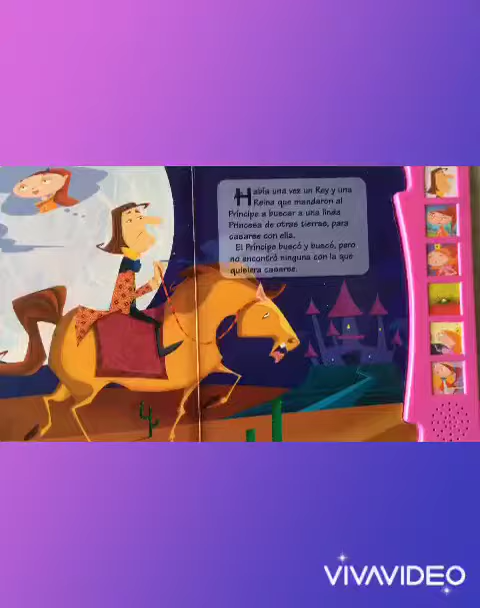 Había una vez un Rey y una
Reina que mandaron al
Príncipe a buscar a una linda
Princesa de otras tierras, para
casarse con ella.
El Príncipe buscó y buscó, pero
no encontró ninguna con la que
quisiera casarse.
VIVAVIDEO